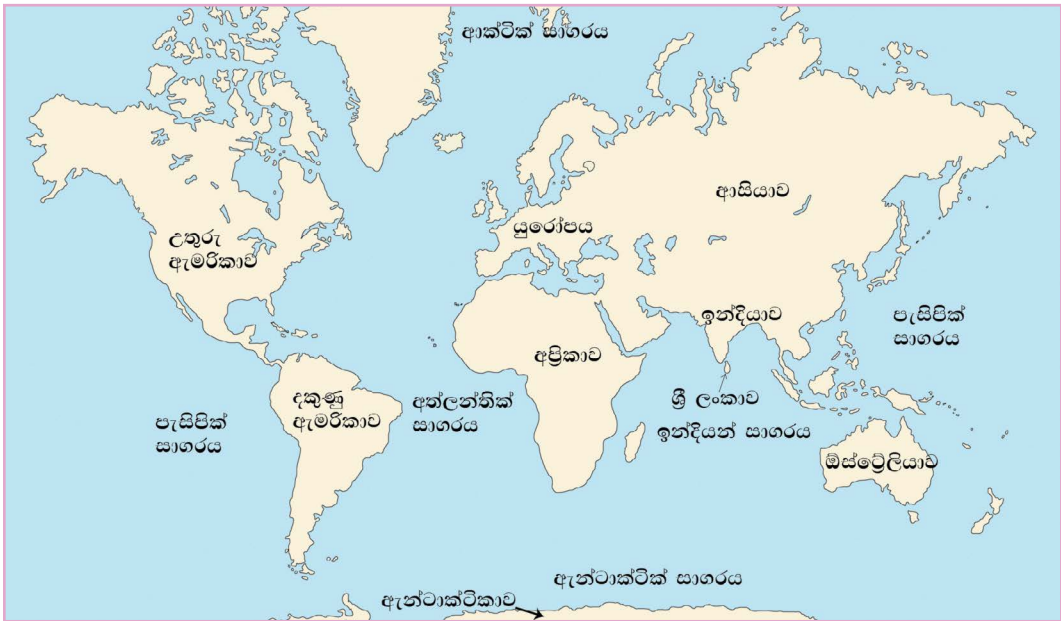 ආක්ටික් සාගරය
ආසියාව
යුරෝපය
උතුරු
ඇමරිකාව
ඉන්දියාව
පැසිපික්
සාගරය
අප්‍රිකාව
දකුණු
ඇමරිකාව
අත්ලන්තික්
සාගරය
ශ්‍රී ලංකාව
පැසිපික්
සාගරය
ඉන්දියන් සාගරය
ඕස්ට්‍රේලියාව
ඇන්ටාක්ටික් සාගරය
ඇන්ටාක්ටිකාව